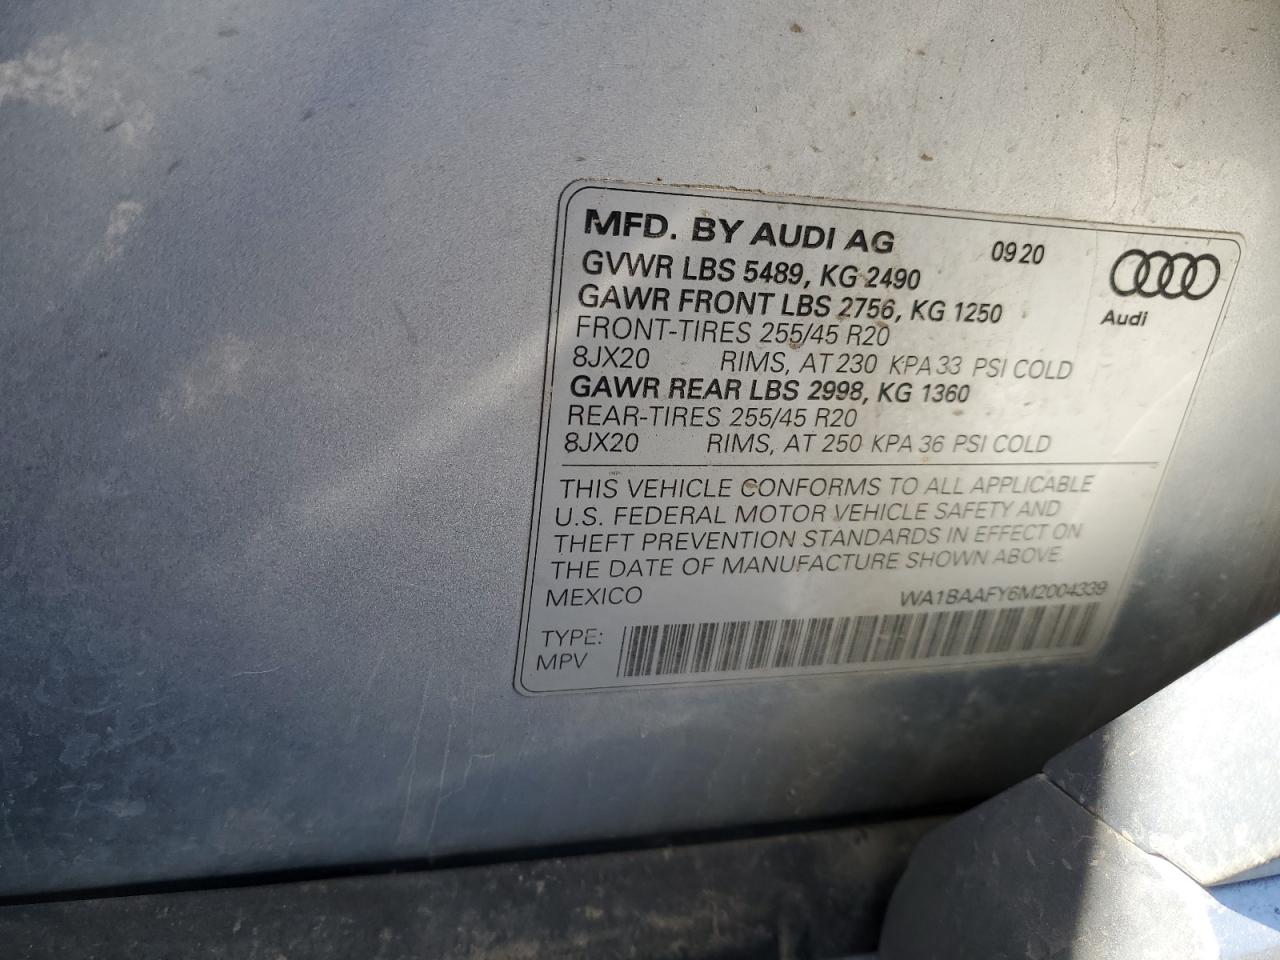 MFD. BY AUDI AG 09 20
GVWR LBS 5489, KG 2490
GAWR FRONT LBS 2756, KG 1250
Audi
FRONT-TIRES 255/45 R20
8JX20 RIMS, AT 230 KPA 33 PSI COLD
GAWR REAR LBS 2998, KG 1360
REAR-TIRES 255/45 R20
8JX20 RIMS, AT 250 KPA 36 PSI COLD
THIS VEHICLE CONFORMS TO ALL APPLICABLE
U.S. FEDERAL MOTOR VEHICLE SAFETY AND
THEFT PREVENTION STANDARDS IN EFFECT ON
THE DATE OF MANUFACTURE SHOWN ABOVE.
MEXICO WA1BAAFY6M2004339
TYPE:
MPV